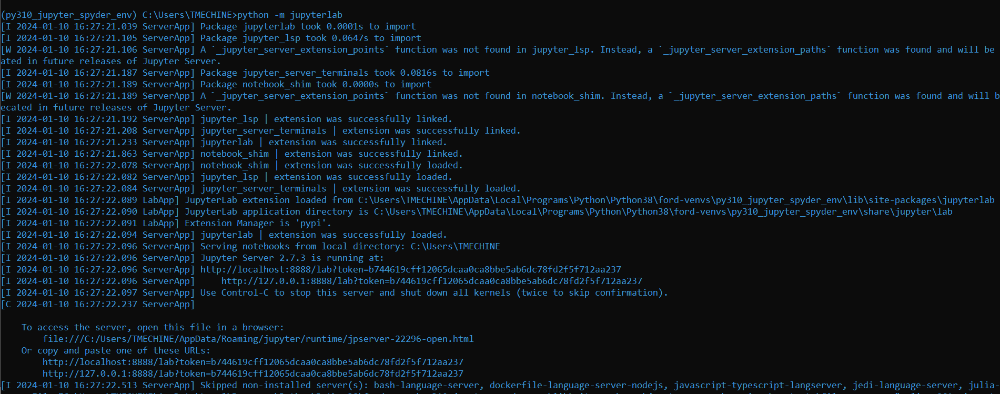 (py310_jupyter_spyder_env) C:\Users\TMECHINE>python -m jupyterlab
[I 2024-01-10 16:27:21.039 ServerApp] Package jupyterlab took 0.0001s to import
[I 2024-01-10 16:27:21.105 ServerApp] Package jupyter_lsp took 0.0647s to import
[W 2024-01-10 16:27:21.106 ServerApp] A `_jupyter_server_extension_points` function was not found in jupyter_lsp. Instead, a `_jupyter_server_extension_paths` function was found and will be
ated in future releases of Jupyter Server.
[I 2024-01-10 16:27:21.187 ServerApp] Package jupyter_server_terminals took 0.0816s to import
[I 2024-01-10 16:27:21.189 ServerApp] Package notebook_shim took 0.0000s to import
[W 2024-01-10 16:27:21.189 ServerApp] A `_jupyter_server_extension_points` function was not found in notebook_shim. Instead, a `_jupyter_server_extension_paths` function was found and will b
ecated in future releases of Jupyter Server.
[I 2024-01-10 16:27:21.192 ServerApp] jupyter_lsp | extension was successfully linked.
[I 2024-01-10 16:27:21.208 ServerApp] jupyter_server_terminals | extension was successfully linked.
[I 2024-01-10 16:27:21.233 ServerApp] jupyterlab | extension was successfully linked.
[I 2024-01-10 16:27:21.863 ServerApp] notebook_shim | extension was successfully linked.
[I 2024-01-10 16:27:22.078 ServerApp] notebook_shim | extension was successfully loaded.
[I 2024-01-10 16:27:22.082 ServerApp] jupyter_lsp | extension was successfully loaded.
[I 2024-01-10 16:27:22.084 ServerApp] jupyter_server_terminals | extension was successfully loaded.
[I 2024-01-10 16:27:22.089 LabApp] JupyterLab extension loaded from C:\Users\TMECHINE\AppData\Local\Programs\Python\Python38\ford-venvs\py310_jupyter_spyder_env\lib\site-packages\jupyterlab
[I 2024-01-10 16:27:22.090 LabApp] JupyterLab application directory is C:\Users\TMECHINE\AppData\Local\Programs\Python\Python38\ford-venvs\py310_jupyter_spyder_env\share\jupyter\lab
[I 2024-01-10 16:27:22.091 LabApp] Extension Manager is 'pypi'.
[I 2024-01-10 16:27:22.094 ServerApp] jupyterlab | extension was successfully loaded.
[I 2024-01-10 16:27:22.096 ServerApp] Serving notebooks from local directory: C:\Users\TMECHINE
[I 2024-01-10 16:27:22.096 ServerApp] Jupyter Server 2.7.3 is running at:
[I 2024-01-10 16:27:22.096 ServerApp] http://localhost:8888/lab?token=b744619cff12065dcaa0ca8bbe5ab6dc78fd2f5f712aa237
[I 2024-01-10 16:27:22.096 ServerApp]     http://127.0.0.1:8888/lab?token=b744619cff12065dcaa0ca8bbe5ab6dc78fd2f5f712aa237
[I 2024-01-10 16:27:22.097 ServerApp] Use Control-C to stop this server and shut down all kernels (twice to skip confirmation).
[C 2024-01-10 16:27:22.237 ServerApp]
To access the server, open this file in a browser:
file:///C:/Users/TMECHINE/AppData/Roaming/jupyter/runtime/jpserver-22296-open.html
Or copy and paste one of these URLs:
http://localhost:8888/lab?token=b744619cff12065dcaa0ca8bbe5ab6dc78fd2f5f712aa237
http://127.0.0.1:8888/lab?token=b744619cff12065dcaa0ca8bbe5ab6dc78fd2f5f712aa237
[I 2024-01-10 16:27:22.513 ServerApp] Skipped non-installed server(s): bash-language-server, dockerfile-language-server-nodejs, javascript-typescript-langserver, jedi-language-server, julia-